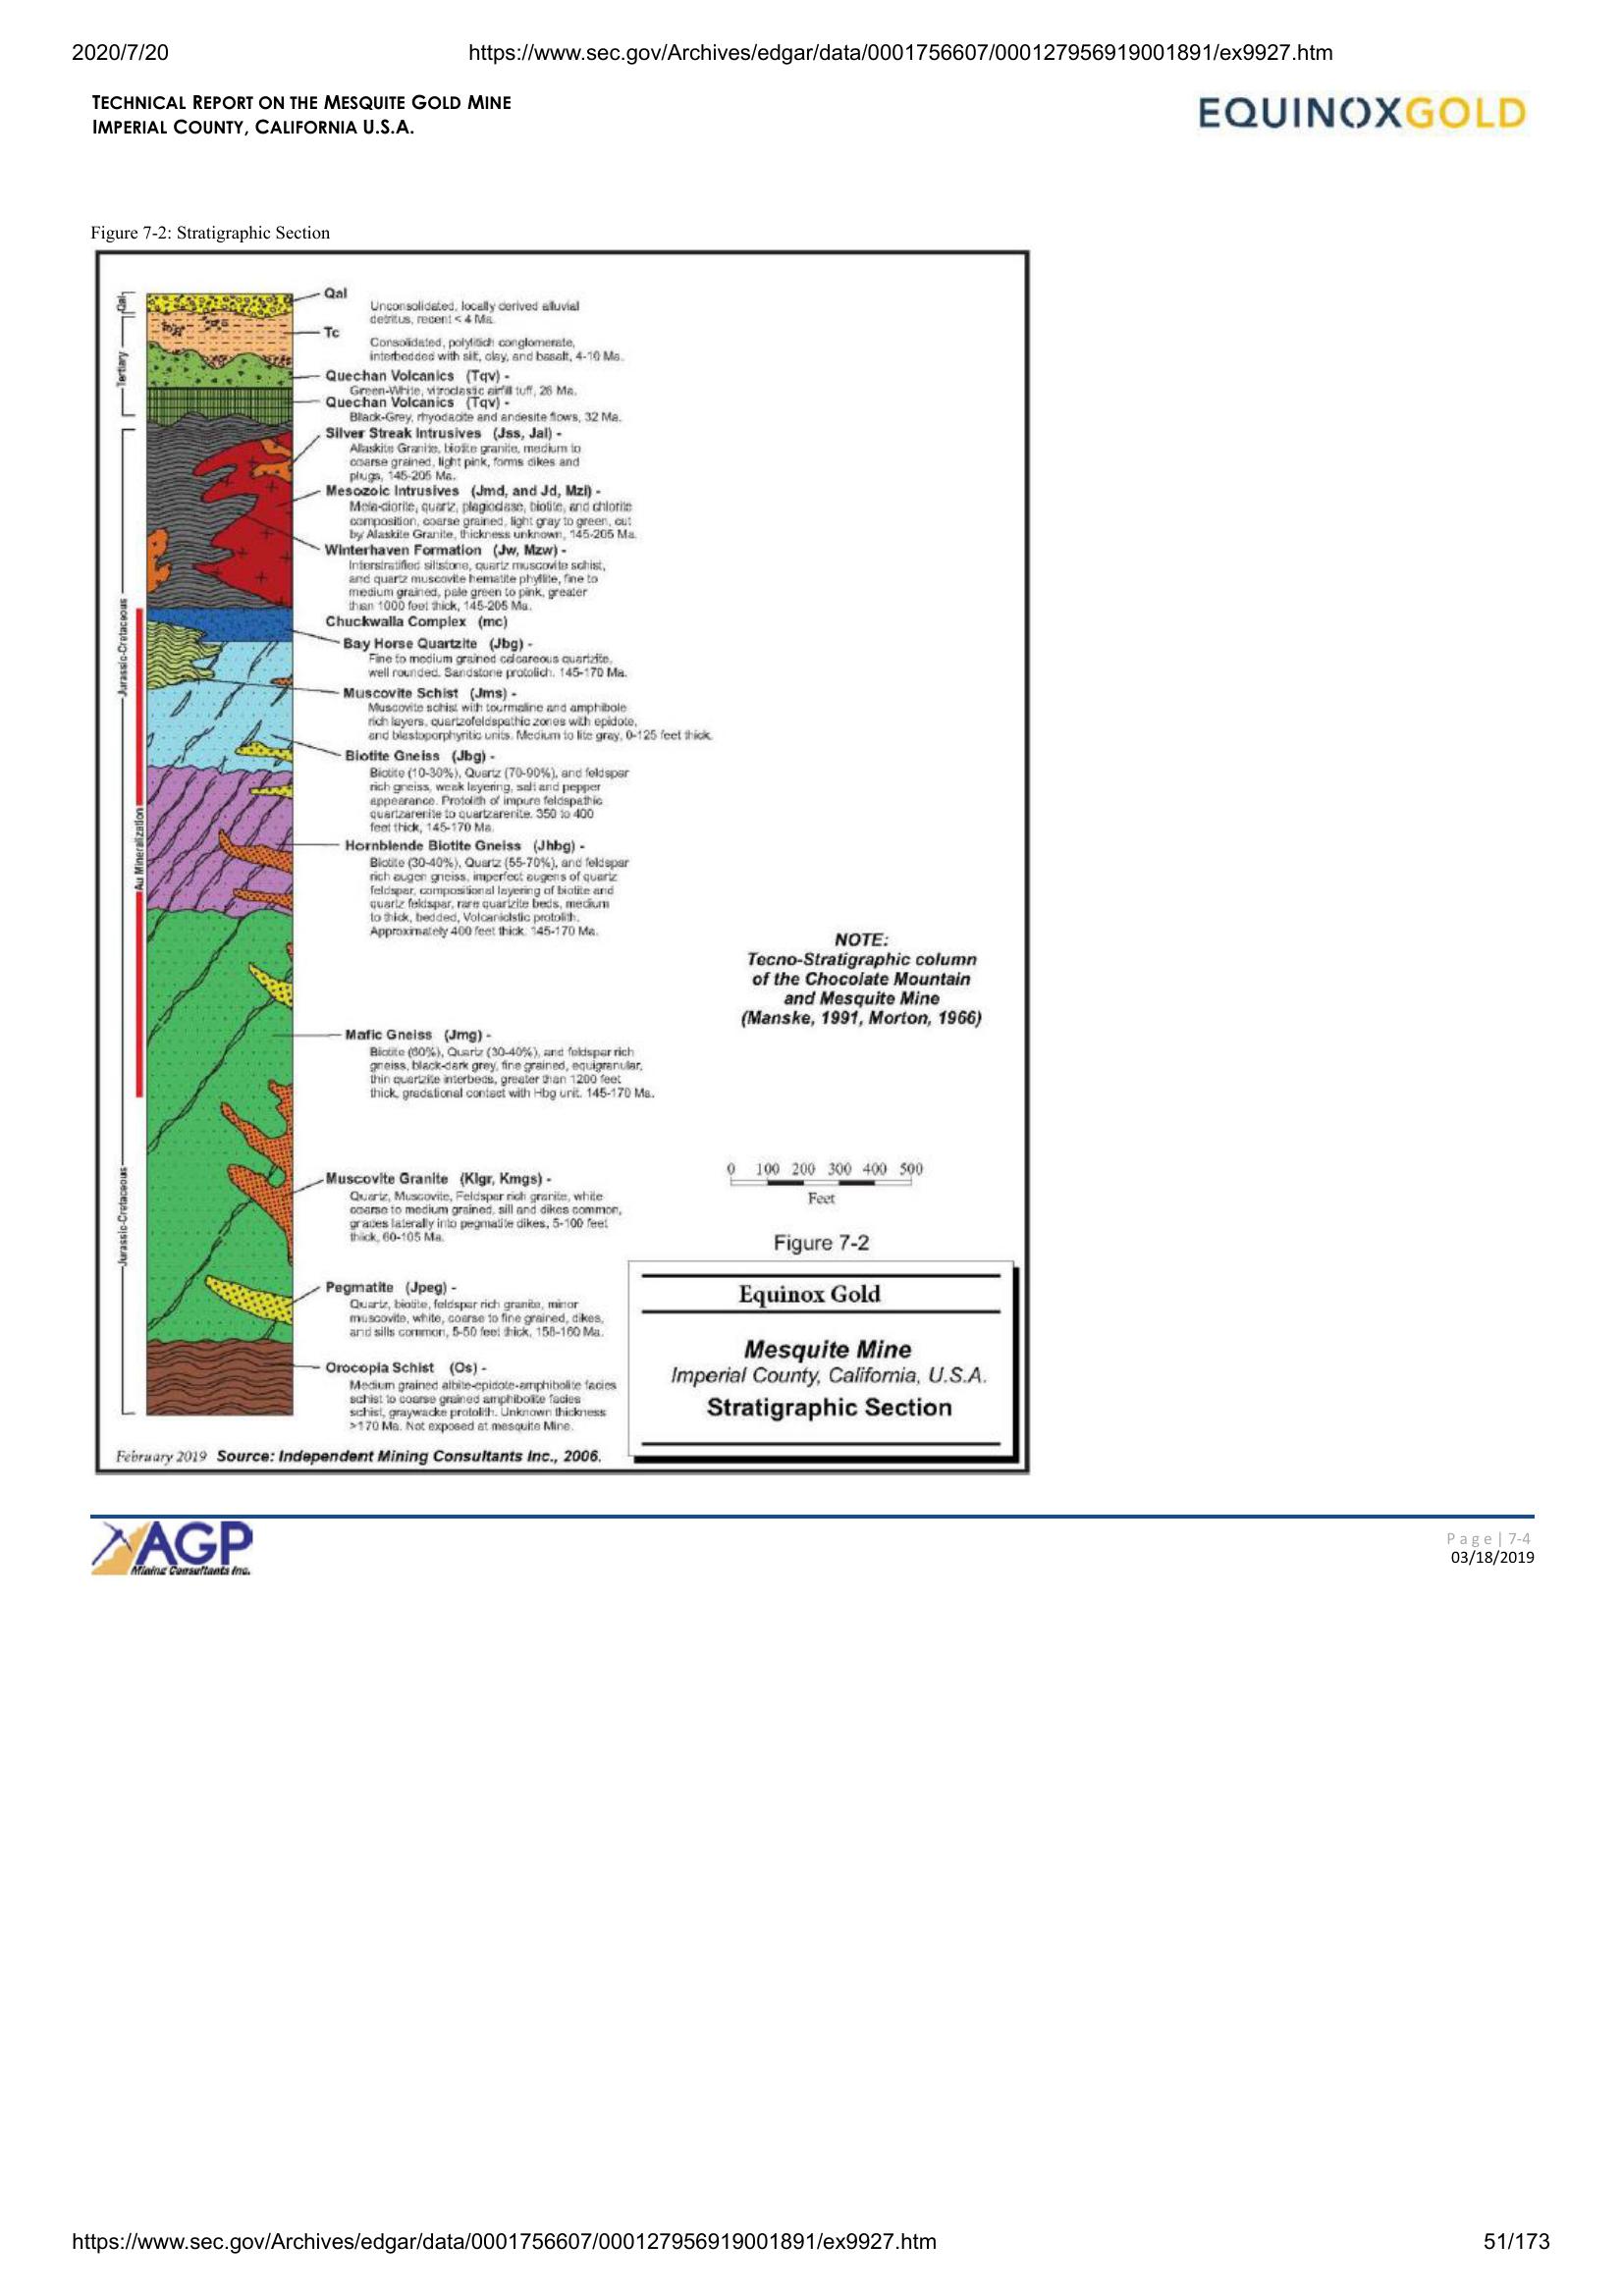 2020/7/20
https://www.sec.gov/Archives/edgar/data/0001756607/000127956919001891/ex9927.htm
TECHNICAL REPORT ON THE MESQUITE GOLD MINE
IMPERIAL COUNTY, CALIFORNIA U.S.A.
EQUINOXGOLD
Figure 7-2: Stratigraphic Section
Qal
Tertiary
Jurassic-Cretaceous
Au Mineralization
Jurassic-Cretaceous
Qal
Unconsolidated, locally derived alluvial
detritus, recent < 4 Ma.
Tc
Consolidated, polylitich conglomerate,
interbedded with silt, clay, and basalt, 4-10 Ma.
Quechan Volcanics (Tqv) -
Green-White, vitroclastic airfill tuff, 26 Ma.
Quechan Volcanics (Tqv) -
Black-Grey, rhyodacite and andesite flows, 32 Ma.
Silver Streak Intrusives (Jss, Jal) -
Allaskite Granite, biotite granite, medium to
coarse grained, light pink, forms dikes and
plugs, 145-205 Ma.
Mesozoic Intrusives (Jmd, and Jd, Mzi) -
Meta-diorite, quartz, plagioclase, biotite, and chlorite
composition, coarse grained, light gray to green, cut
by Alaskite Granite, thickness unknown, 145-205 Ma.
Winterhaven Formation (Jw, Mzw) -
Interstratified siltstone, quartz muscovite schist,
and quartz muscovite hematite phyllite, fine to
medium grained, pale green to pink, greater
than 1000 feet thick, 145-205 Ma.
Chuckwalla Complex (mc)
Bay Horse Quartzite (Jbg) -
Fine to medium grained calcareous quartzite,
well rounded. Sandstone protolich. 145-170 Ma.
Muscovite Schist (Jms) -
Muscovite schist with tourmaline and amphibole
rich layers, quartzofeldspathic zones with epidote,
and blastoporphyritic units. Medium to lite gray, 0-125 feet thick.
Biotite Gneiss (Jbg) -
Biotite (10-30%), Quartz (70-90%), and feldspar
rich gneiss, weak layering, salt and pepper
appearance. Protolith of impure feldspathic
quartzarenite to quartzarenite. 350 to 400
feet thick, 145-170 Ma.
Hornblende Biotite Gneiss (Jhbg) -
Biotite (30-40%), Quartz (55-70%), and feldspar
rich augen gneiss, imperfect augens of quartz
feldspar, compositional layering of biotite and
quartz feldspar, rare quartzite beds, medium
to thick, bedded, Volcaniclstic protolith.
Approximately 400 feet thick. 145-170 Ma.
NOTE:
Tecno-Stratigraphic column
of the Chocolate Mountain
and Mesquite Mine
(Manske, 1991, Morton, 1966)
Mafic Gneiss (Jmg) -
Biotite (60%), Quartz (30-40%), and feldspar rich
gneiss, black-dark grey, fine grained, equigranular,
thin quartzite interbeds, greater than 1200 feet
thick, gradational contact with Hbg unit. 145-170 Ma.
0 100 200 300 400 500
Feet
Muscovite Granite (Klgr, Kmgs) -
Quartz, Muscovite, Feldspar rich granite, white
coarse to medium grained, sill and dikes common,
grades laterally into pegmatite dikes, 5-100 feet
thick, 60-105 Ma.
Figure 7-2
Pegmatite (Jpeg) -
Quartz, biotite, feldspar rich granite, minor
muscovite, white, coarse to fine grained, dikes,
and sills common, 5-50 feet thick, 158-160 Ma.
Orocopia Schist (Os) -
Medium grained albite-epidote-amphibolite facies
schist to coarse grained amphibolite facies
schist, graywacke protolith. Unknown thickness
>170 Ma. Not exposed at mesquite Mine.
Equinox Gold
Mesquite Mine
Imperial County, California, U.S.A.
Stratigraphic Section
February 2019 Source: Independent Mining Consultants Inc., 2006.
AGP
Mining Consultants Inc.
Page | 7-4
03/18/2019
https://www.sec.gov/Archives/edgar/data/0001756607/000127956919001891/ex9927.htm
51/173